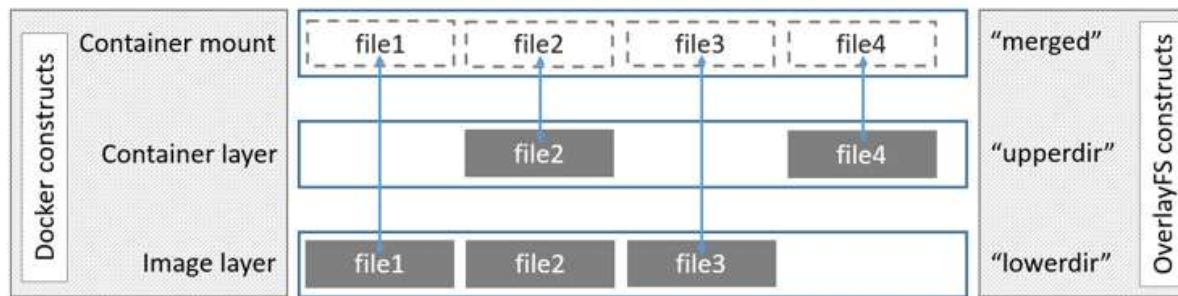 Docker constructs
Container mount
file1 file2 file3 file4
“merged”
Container layer
file2 file4
“upperdir”
Image layer
file1 file2 file3
“lowerdir”
OverlayFS constructs